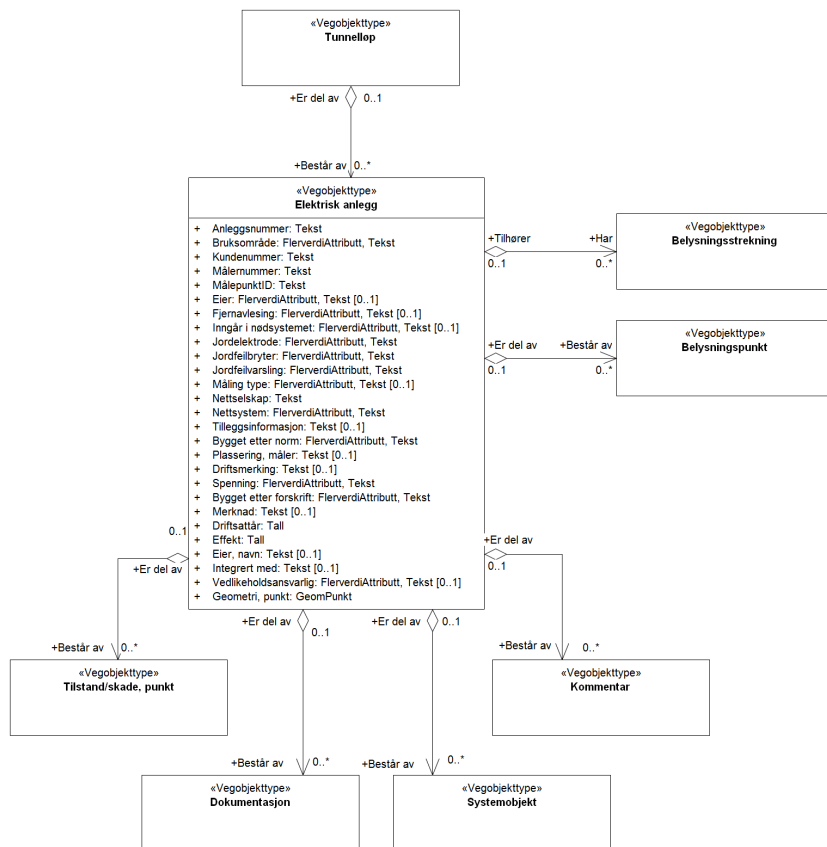 «Vegobjekttype»
Tunnelløp
+Er del av
0..1
+Består av
0..*
«Vegobjekttype»
Elektrisk anlegg
+ Anleggsnummer: Tekst
+ Bruksområde: FlerverdiAttributt, Tekst
+ Kundenummer: Tekst
+ Målernummer: Tekst
+ MålepunktID: Tekst
+ Eier: FlerverdiAttributt, Tekst [0..1]
+ Fjernavlesing: FlerverdiAttributt, Tekst [0..1]
+ Inngår i nødsystemet: FlerverdiAttributt, Tekst [0..1]
+ Jordelektrode: FlerverdiAttributt, Tekst
+ Jordfeilbryter: FlerverdiAttributt, Tekst
+ Jordfeilvarsling: FlerverdiAttributt, Tekst
+ Måling type: FlerverdiAttributt, Tekst [0..1]
+ Nettselskap: Tekst
+ Nettsystem: FlerverdiAttributt, Tekst
+ Tilleggsinformasjon: Tekst [0..1]
+ Bygget etter norm: FlerverdiAttributt, Tekst
+ Plassering, måler: Tekst [0..1]
+ Driftsmerking: Tekst [0..1]
+ Spenning: FlerverdiAttributt, Tekst
+ Bygget etter forskrift: FlerverdiAttributt, Tekst
+ Merknad: Tekst [0..1]
+ Driftsattår: Tall
+ Effekt: Tall
+ Eier, navn: Tekst [0..1]
+ Integrert med: Tekst [0..1]
+ Vedlikeholdsansvarlig: FlerverdiAttributt, Tekst [0..1]
+ Geometri, punkt: GeomPunkt
+Tilhører
0..1
+Har
0..*
«Vegobjekttype»
Belysningsstrekning
+Er del av
0..1
+Består av
0..*
«Vegobjekttype»
Belysningspunkt
0..1
+Er del av
+Består av
0..*
«Vegobjekttype»
Tilstand/skade, punkt
+Er del av
0..1
+Består av
0..*
«Vegobjekttype»
Kommentar
+Er del av
0..1
+Består av
0..*
«Vegobjekttype»
Dokumentasjon
+Er del av
0..1
+Består av
0..*
«Vegobjekttype»
Systemobjekt